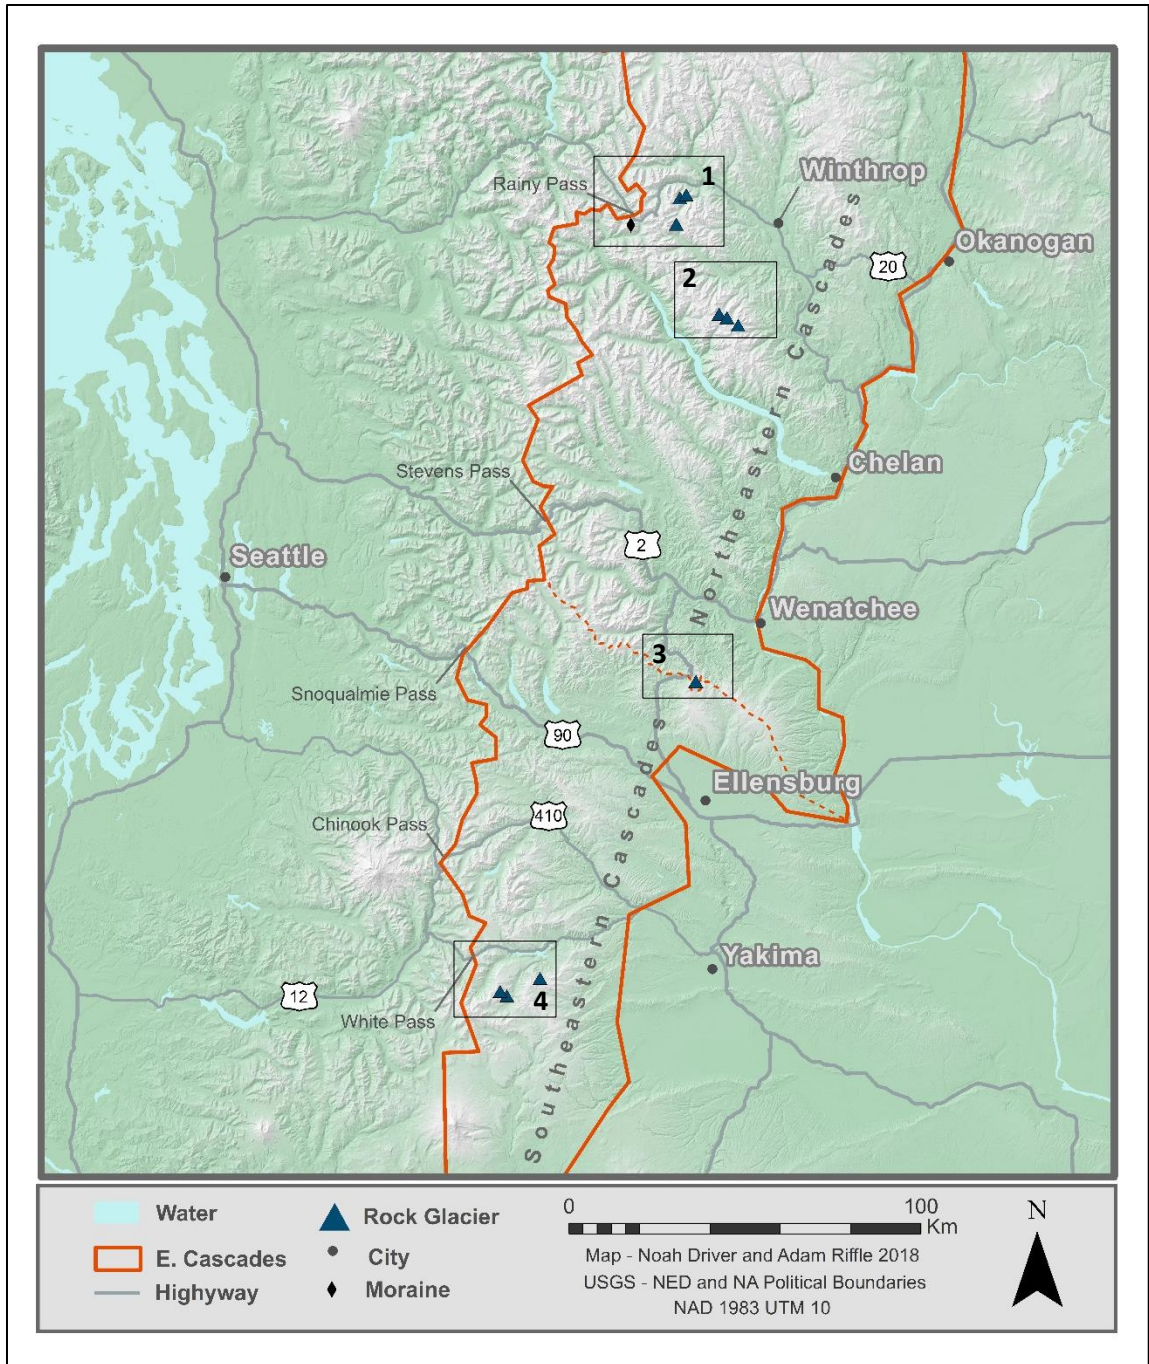 Rainy Pass
1
Winthrop
Okanogan
20
2
Northeastern Cascades
Chelan
Stevens Pass
2
Seattle
Wenatchee
3
Snoqualmie Pass
90
Ellensburg
410
Chinook Pass
Southeastern Cascades
Yakima
4
12
White Pass
Water
E. Cascades
Highyway
Rock Glacier
City
Moraine
0 100
Km
Map - Noah Driver and Adam Riffle 2018
USGS - NED and NA Political Boundaries
NAD 1983 UTM 10
N